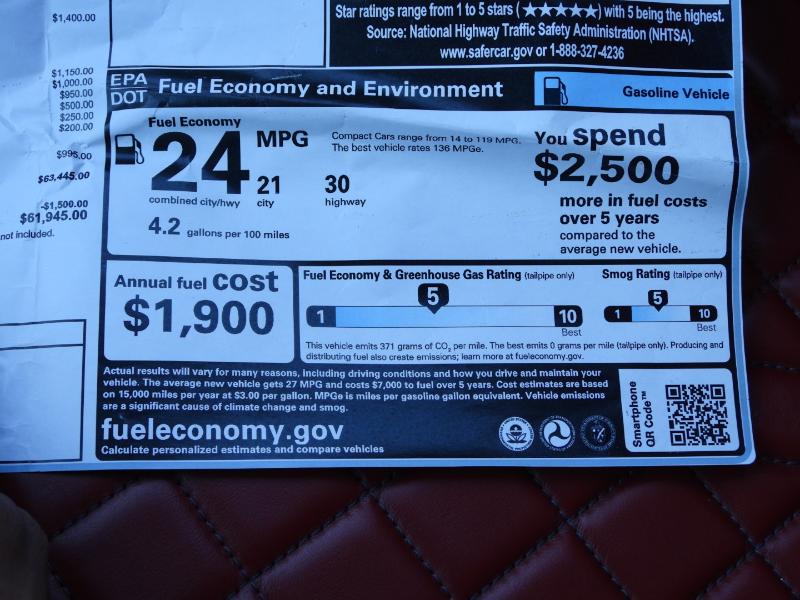 $1,400.00
$1,150.00
$1,000.00
$950.00
$500.00
$250.00
$200.00
$995.00
$63,445.00
-$1,500.00
$61,945.00
not included.
Star ratings range from 1 to 5 stars (★★★★★) with 5 being the highest.
Source: National Highway Traffic Safety Administration (NHTSA).
www.safercar.gov or 1-888-327-4236
EPA
DOT
Fuel Economy and Environment
Gasoline Vehicle
Fuel Economy
24 MPG
combined city/hwy
21
city
30
highway
4.2 gallons per 100 miles
Compact Cars range from 14 to 119 MPG.
The best vehicle rates 136 MPGe.
You spend
$2,500
more in fuel costs
over 5 years
compared to the
average new vehicle.
Annual fuel cost
$1,900
Fuel Economy & Greenhouse Gas Rating (tailpipe only)
5
1
10
Best
Smog Rating (tailpipe only)
5
1
10
Best
This vehicle emits 371 grams of CO₂ per mile. The best emits 0 grams per mile (tailpipe only). Producing and
distributing fuel also create emissions; learn more at fueleconomy.gov.
Actual results will vary for many reasons, including driving conditions and how you drive and maintain your
vehicle. The average new vehicle gets 27 MPG and costs $7,000 to fuel over 5 years. Cost estimates are based
on 15,000 miles per year at $3.00 per gallon. MPGe is miles per gasoline gallon equivalent. Vehicle emissions
are a significant cause of climate change and smog.
fueleconomy.gov
Calculate personalized estimates and compare vehicles
Smartphone
QR Code™